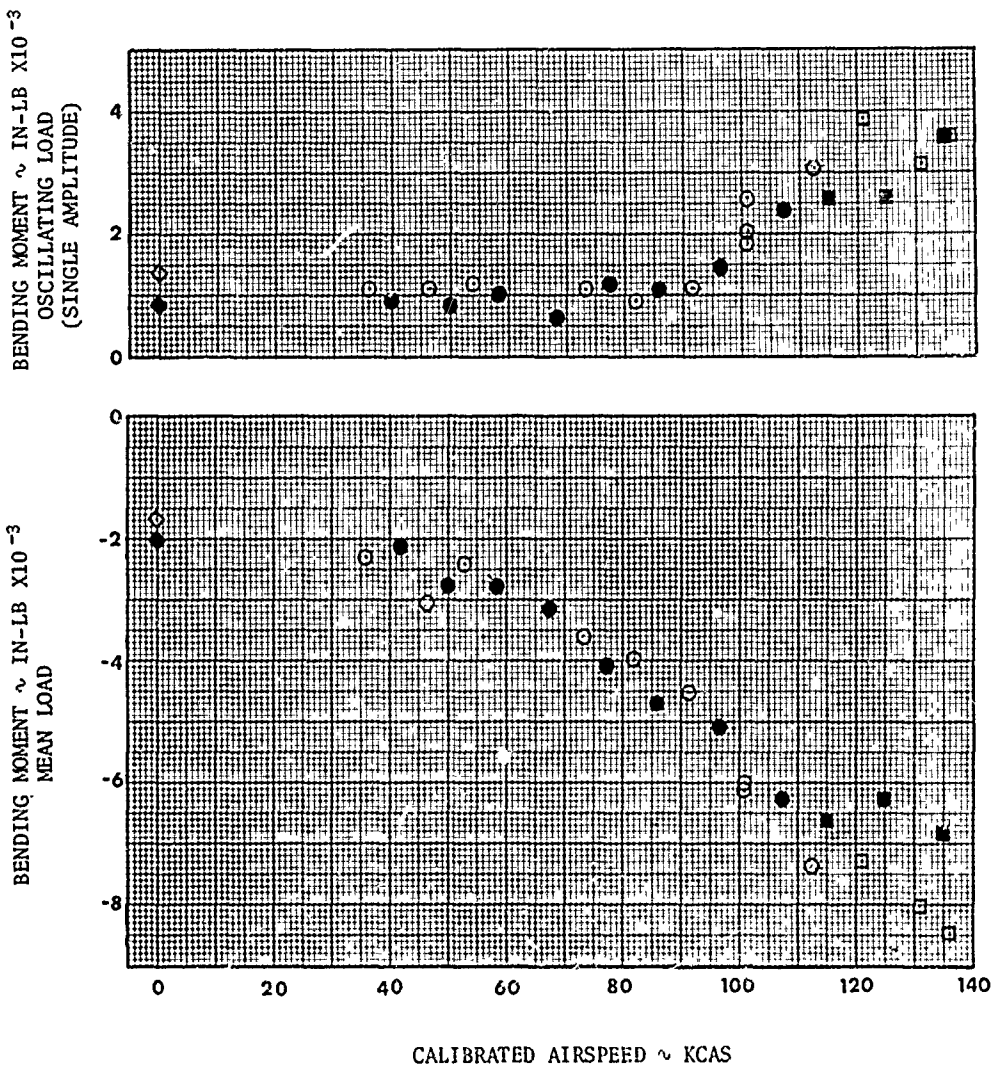 BENDING MOMENT ~ IN-LB X10⁻³
OSCILLATING LOAD
(SINGLE AMPLITUDE)
4
2
0
BENDING MOMENT ~ IN-LB X10⁻³
MEAN LOAD
0
-2
-4
-6
-8
0 20 40 60 80 100 120 140
CALIBRATED AIRSPEED ~ KCAS